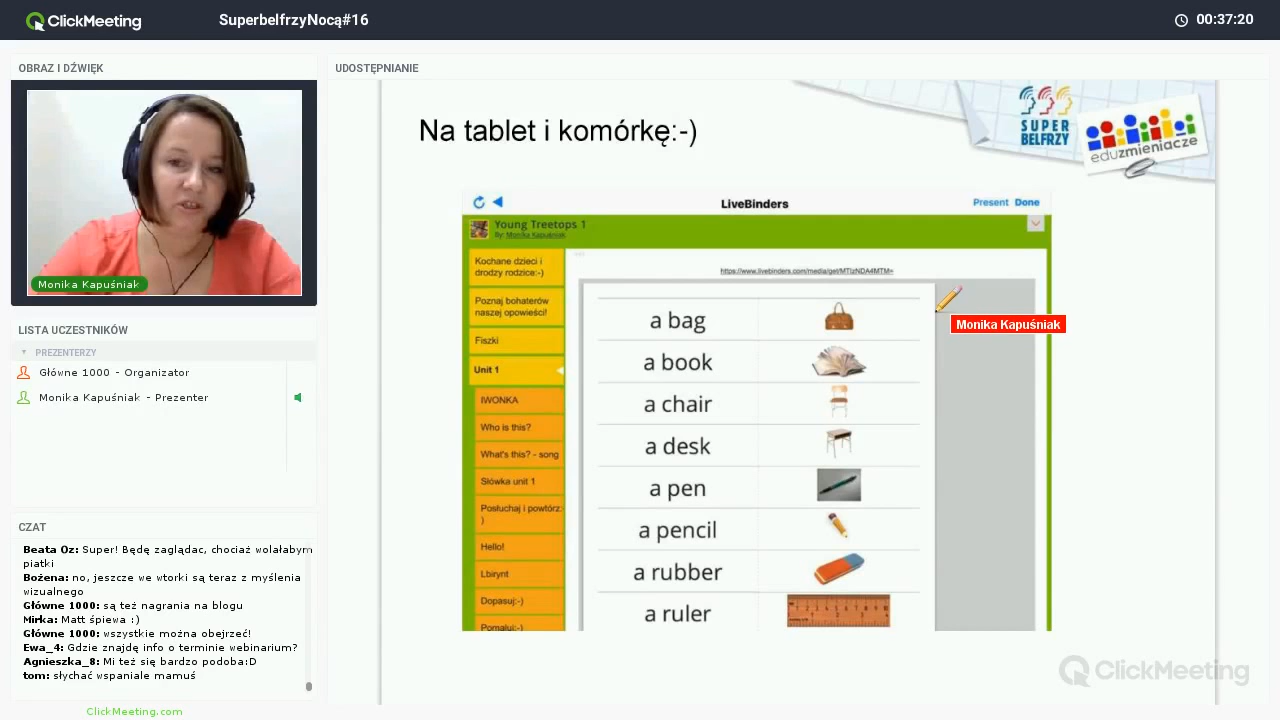 ClickMeeting
SuperbelfrzyNocą#16
00:37:20
OBRAZ I DŹWIĘK
Monika Kapuśniak
LISTA UCZESTNIKÓW
PREZENTERZY
Główne 1000 - Organizator
Monika Kapuśniak - Prezenter
CZAT
Beata Oz: Super! Będę zaglądac, chociaż wolałabym
piatki
Bożena: no, jeszcze we wtorki są teraz z myślenia
wizualnego
Główne 1000: są też nagrania na blogu
Mirka: Matt śpiewa :)
Główne 1000: wszystkie można obejrzeć!
Ewa_4: Gdzie znajdę info o terminie webinarium?
Agnieszka_8: Mi też się bardzo podoba:D
tom: słychać wspaniale mamuś
ClickMeeting.com
UDOSTĘPNIANIE
Na tablet i komórkę:-)
SUPER
BELFRZY
eduzmieniacze
LiveBinders
Present Done
Young Treetops 1
By: Monika Kapuśniak
Kochane dzieci i
drodzy rodzice:-)
Poznaj bohaterów
naszej opowieści!
Fiszki
Unit 1
IWONKA
Who is this?
What's this? - song
Słówka unit 1
Posłuchaj i powtórz:
)
Hello!
Lbirynt
Dopasuj:-)
Pomaluj:-)
https://www.livebinders.com/media/get/MTIzNDA4MTM=
a bag
a book
a chair
a desk
a pen
a pencil
a rubber
a ruler
Monika Kapuśniak
ClickMeeting